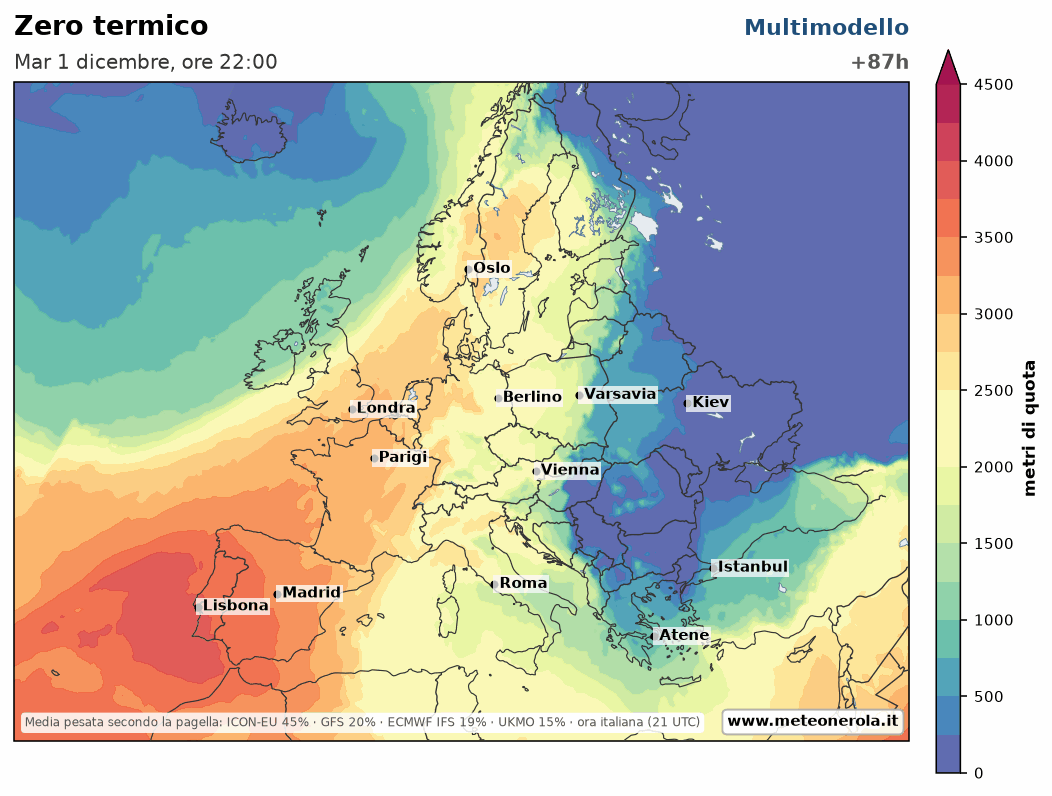 Zero termico
Multimodello
Mar 1 dicembre, ore 22:00
+87h
4500
4000
3500
3000
2500
2000
1500
1000
500
0
metri di quota
Oslo
Londra
Berlino
Varsavia
Kiev
Parigi
Vienna
Istanbul
Roma
Madrid
Lisbona
Atene
Media pesata secondo la pagella: ICON-EU 45% · GFS 20% · ECMWF IFS 19% · UKMO 15% · ora italiana (21 UTC)
www.meteonerola.it